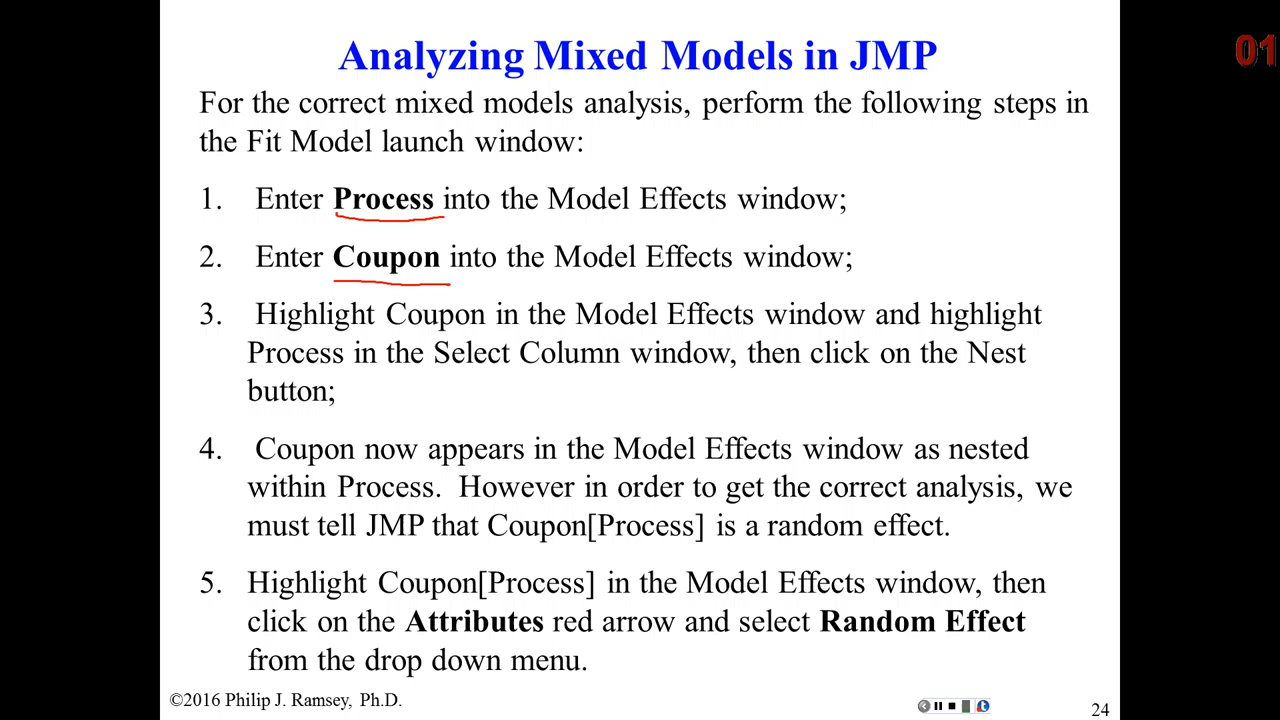 Analyzing Mixed Models in JMP
01
For the correct mixed models analysis, perform the following steps in
the Fit Model launch window:
1. Enter Process into the Model Effects window;
2. Enter Coupon into the Model Effects window;
3. Highlight Coupon in the Model Effects window and highlight
Process in the Select Column window, then click on the Nest
button;
4. Coupon now appears in the Model Effects window as nested
within Process. However in order to get the correct analysis, we
must tell JMP that Coupon[Process] is a random effect.
5. Highlight Coupon[Process] in the Model Effects window, then
click on the Attributes red arrow and select Random Effect
from the drop down menu.
©2016 Philip J. Ramsey, Ph.D.
24